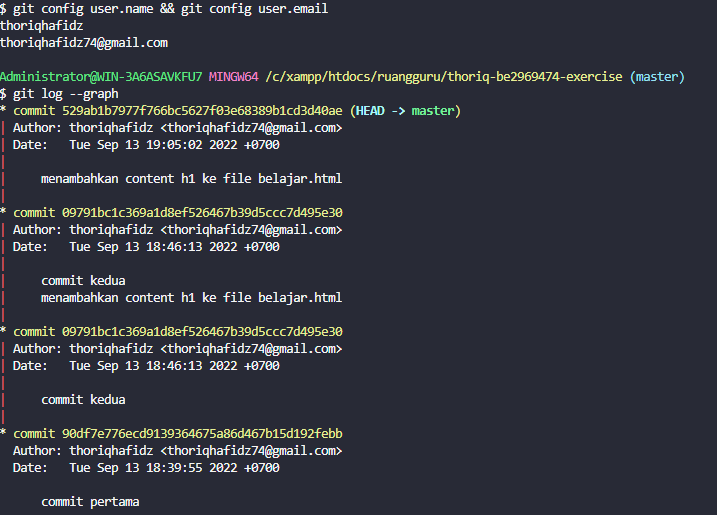 $ git config user.name && git config user.email
thoriqhafidz
thoriqhafidz74@gmail.com
Administrator@WIN-3A6ASAVKFU7 MINGW64 /c/xampp/htdocs/ruangguru/thoriq-be2969474-exercise (master)
$ git log --graph
* commit 529ab1b7977f766bc5627f03e68389b1cd3d40ae (HEAD -> master)
| Author: thoriqhafidz <thoriqhafidz74@gmail.com>
| Date:   Tue Sep 13 19:05:02 2022 +0700
|
|     menambahkan content h1 ke file belajar.html
|
* commit 09791bc1c369a1d8ef526467b39d5ccc7d495e30
| Author: thoriqhafidz <thoriqhafidz74@gmail.com>
| Date:   Tue Sep 13 18:46:13 2022 +0700
|
|     commit kedua
|     menambahkan content h1 ke file belajar.html
|
* commit 09791bc1c369a1d8ef526467b39d5ccc7d495e30
| Author: thoriqhafidz <thoriqhafidz74@gmail.com>
| Date:   Tue Sep 13 18:46:13 2022 +0700
|
|     commit kedua
|
* commit 90df7e776ecd9139364675a86d467b15d192febb
  Author: thoriqhafidz <thoriqhafidz74@gmail.com>
  Date:   Tue Sep 13 18:39:55 2022 +0700
      commit pertama